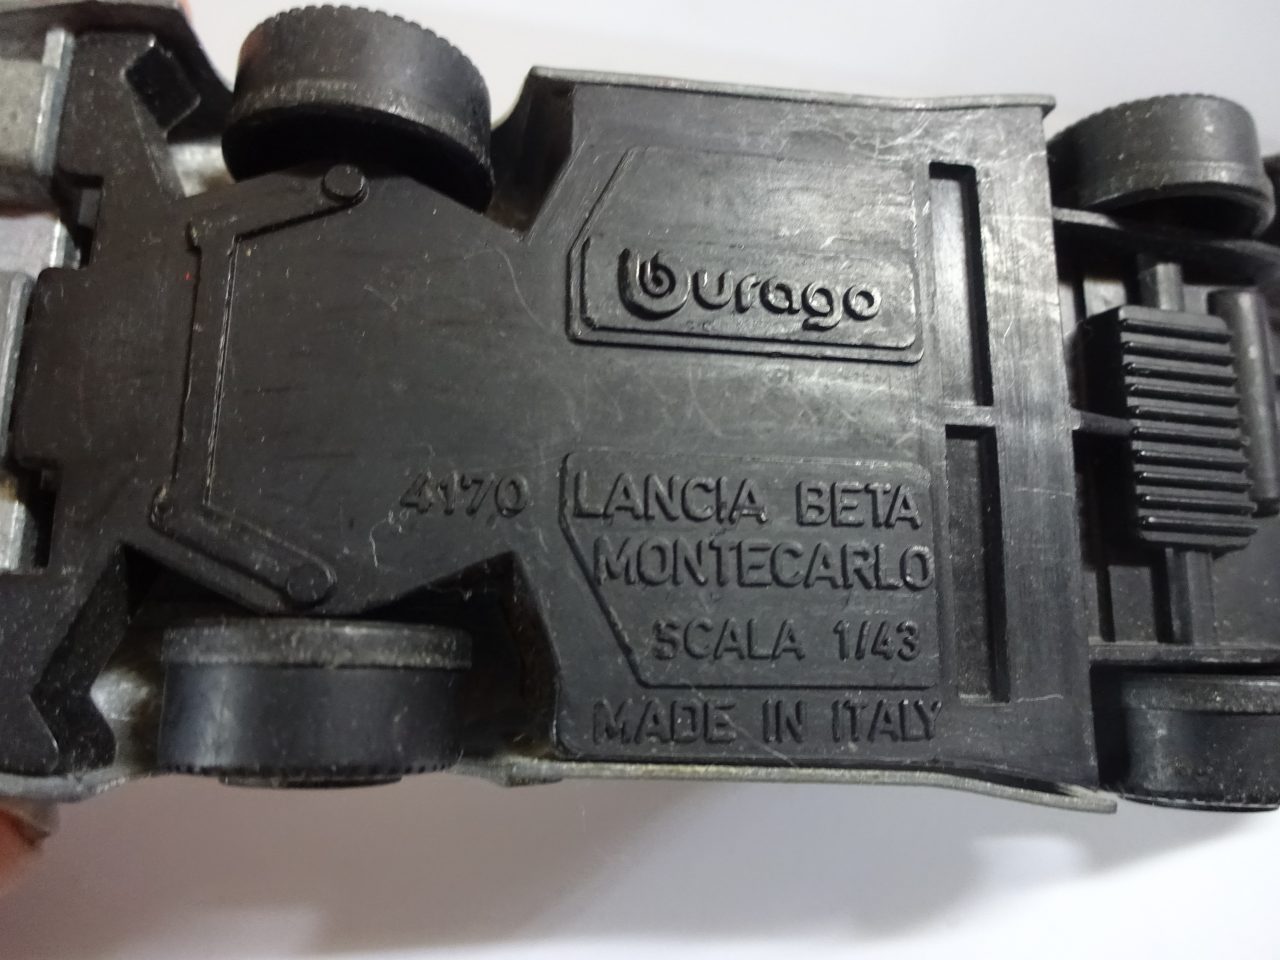 burago
4170
LANCIA BETA
MONTECARLO
SCALA 1/43
MADE IN ITALY